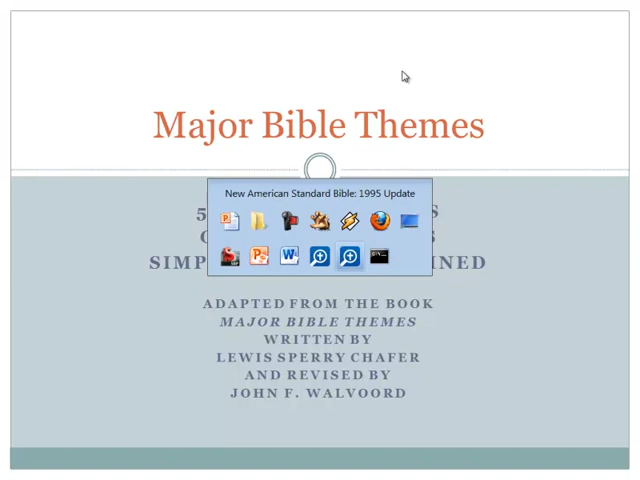 Major Bible Themes
New American Standard Bible: 1995 Update
ADAPTED FROM THE BOOK
MAJOR BIBLE THEMES
WRITTEN BY
LEWIS SPERRY CHAFER
AND REVISED BY
JOHN F. WALVOORD